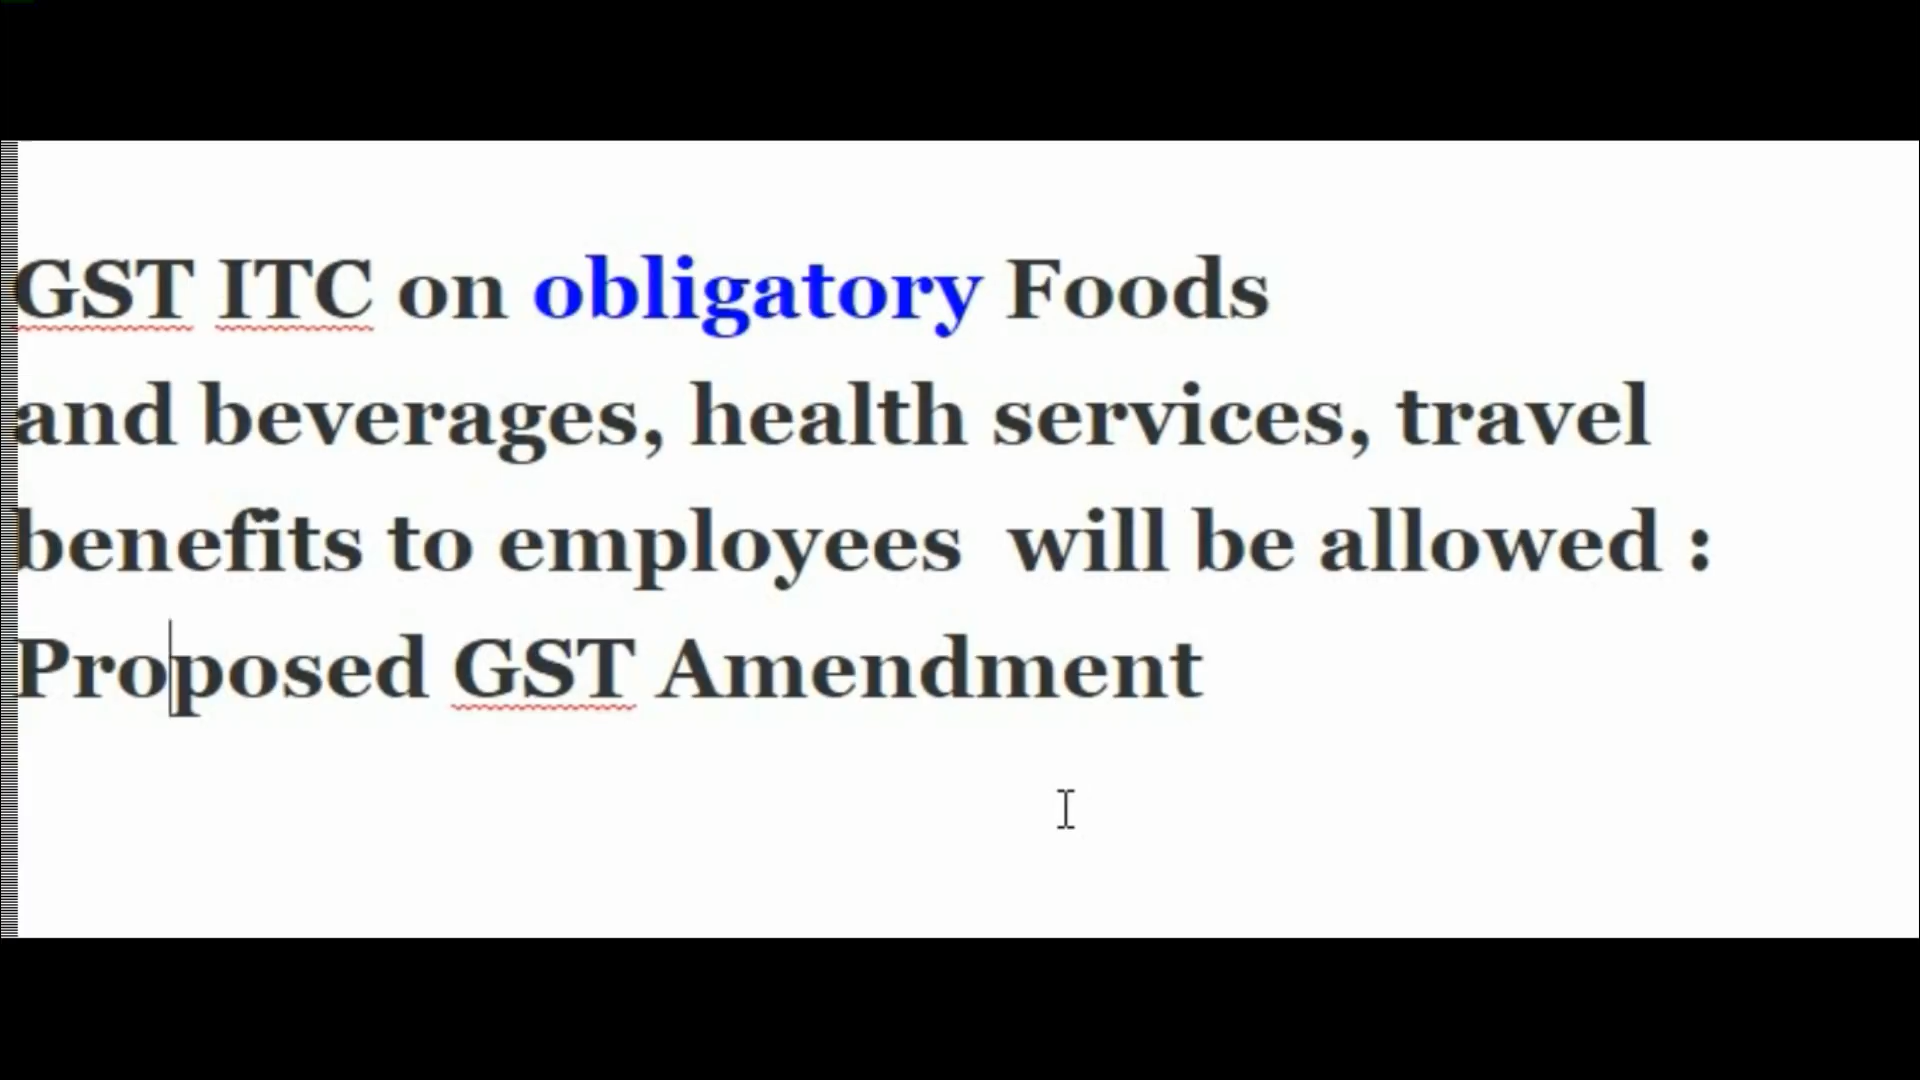 GST ITC on obligatory Foods
and beverages, health services, travel
benefits to employees  will be allowed :
Proposed GST Amendment